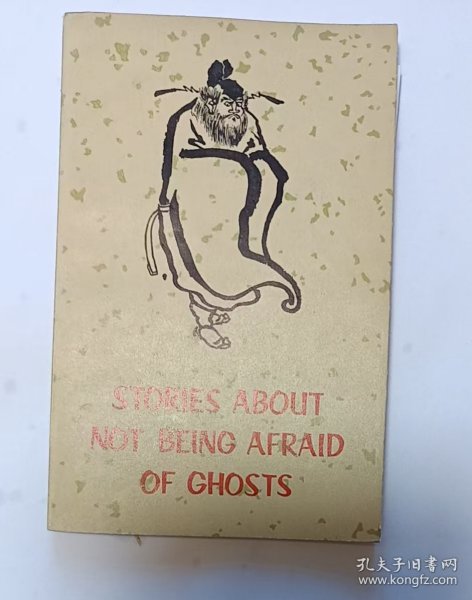 STORIES ABOUT
NOT BEING AFRAID
OF GHOSTS
孔夫子旧书网
www.kongfz.com